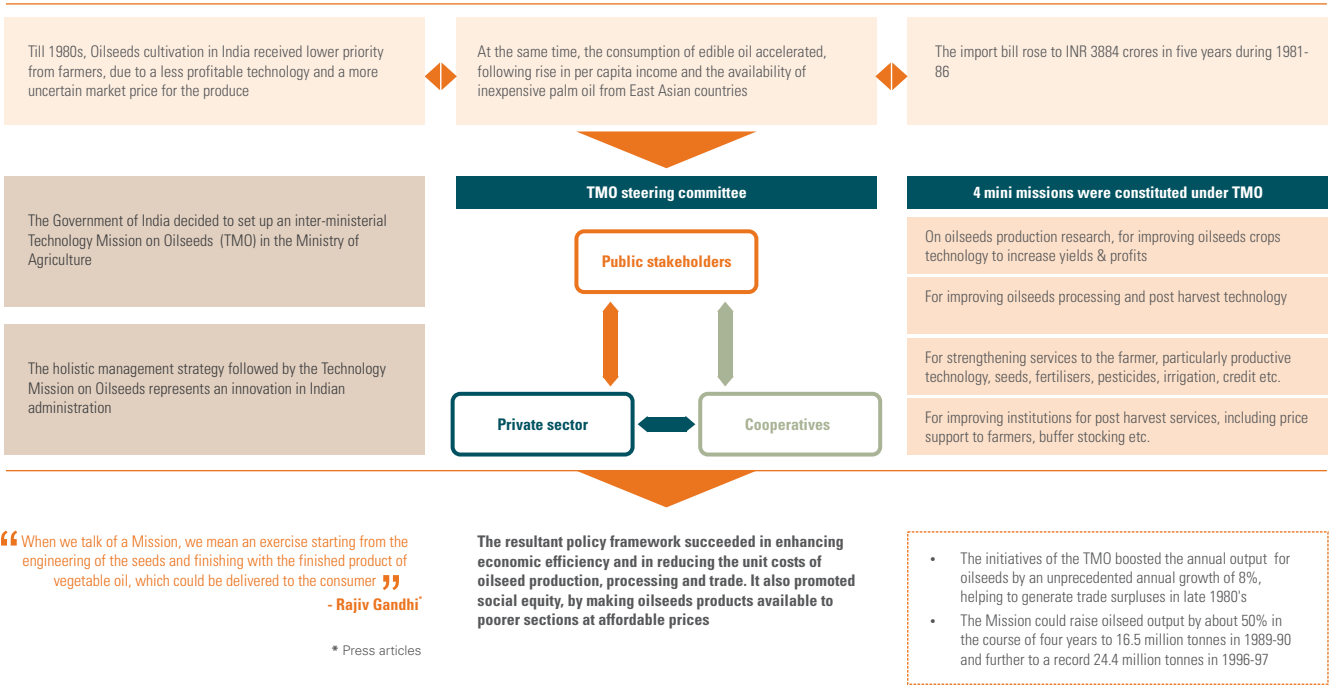 Till 1980s, Oilseeds cultivation in India received lower priority
from farmers, due to a less profitable technology and a more
uncertain market price for the produce
At the same time, the consumption of edible oil accelerated,
following rise in per capita income and the availability of
inexpensive palm oil from East Asian countries
The import bill rose to INR 3884 crores in five years during 1981-
86
The Government of India decided to set up an inter-ministerial
Technology Mission on Oilseeds (TMO) in the Ministry of
Agriculture
The holistic management strategy followed by the Technology
Mission on Oilseeds represents an innovation in Indian
administration
TMO steering committee
Public stakeholders
Private sector
Cooperatives
4 mini missions were constituted under TMO
On oilseeds production research, for improving oilseeds crops
technology to increase yields & profits
For improving oilseeds processing and post harvest technology
For strengthening services to the farmer, particularly productive
technology, seeds, fertilisers, pesticides, irrigation, credit etc.
For improving institutions for post harvest services, including price
support to farmers, buffer stocking etc.
“ When we talk of a Mission, we mean an exercise starting from the
engineering of the seeds and finishing with the finished product of
vegetable oil, which could be delivered to the consumer ”
- Rajiv Gandhi*
* Press articles
The resultant policy framework succeeded in enhancing
economic efficiency and in reducing the unit costs of
oilseed production, processing and trade. It also promoted
social equity, by making oilseeds products available to
poorer sections at affordable prices
• The initiatives of the TMO boosted the annual output for
oilseeds by an unprecedented annual growth of 8%,
helping to generate trade surpluses in late 1980's
• The Mission could raise oilseed output by about 50% in
the course of four years to 16.5 million tonnes in 1989-90
and further to a record 24.4 million tonnes in 1996-97